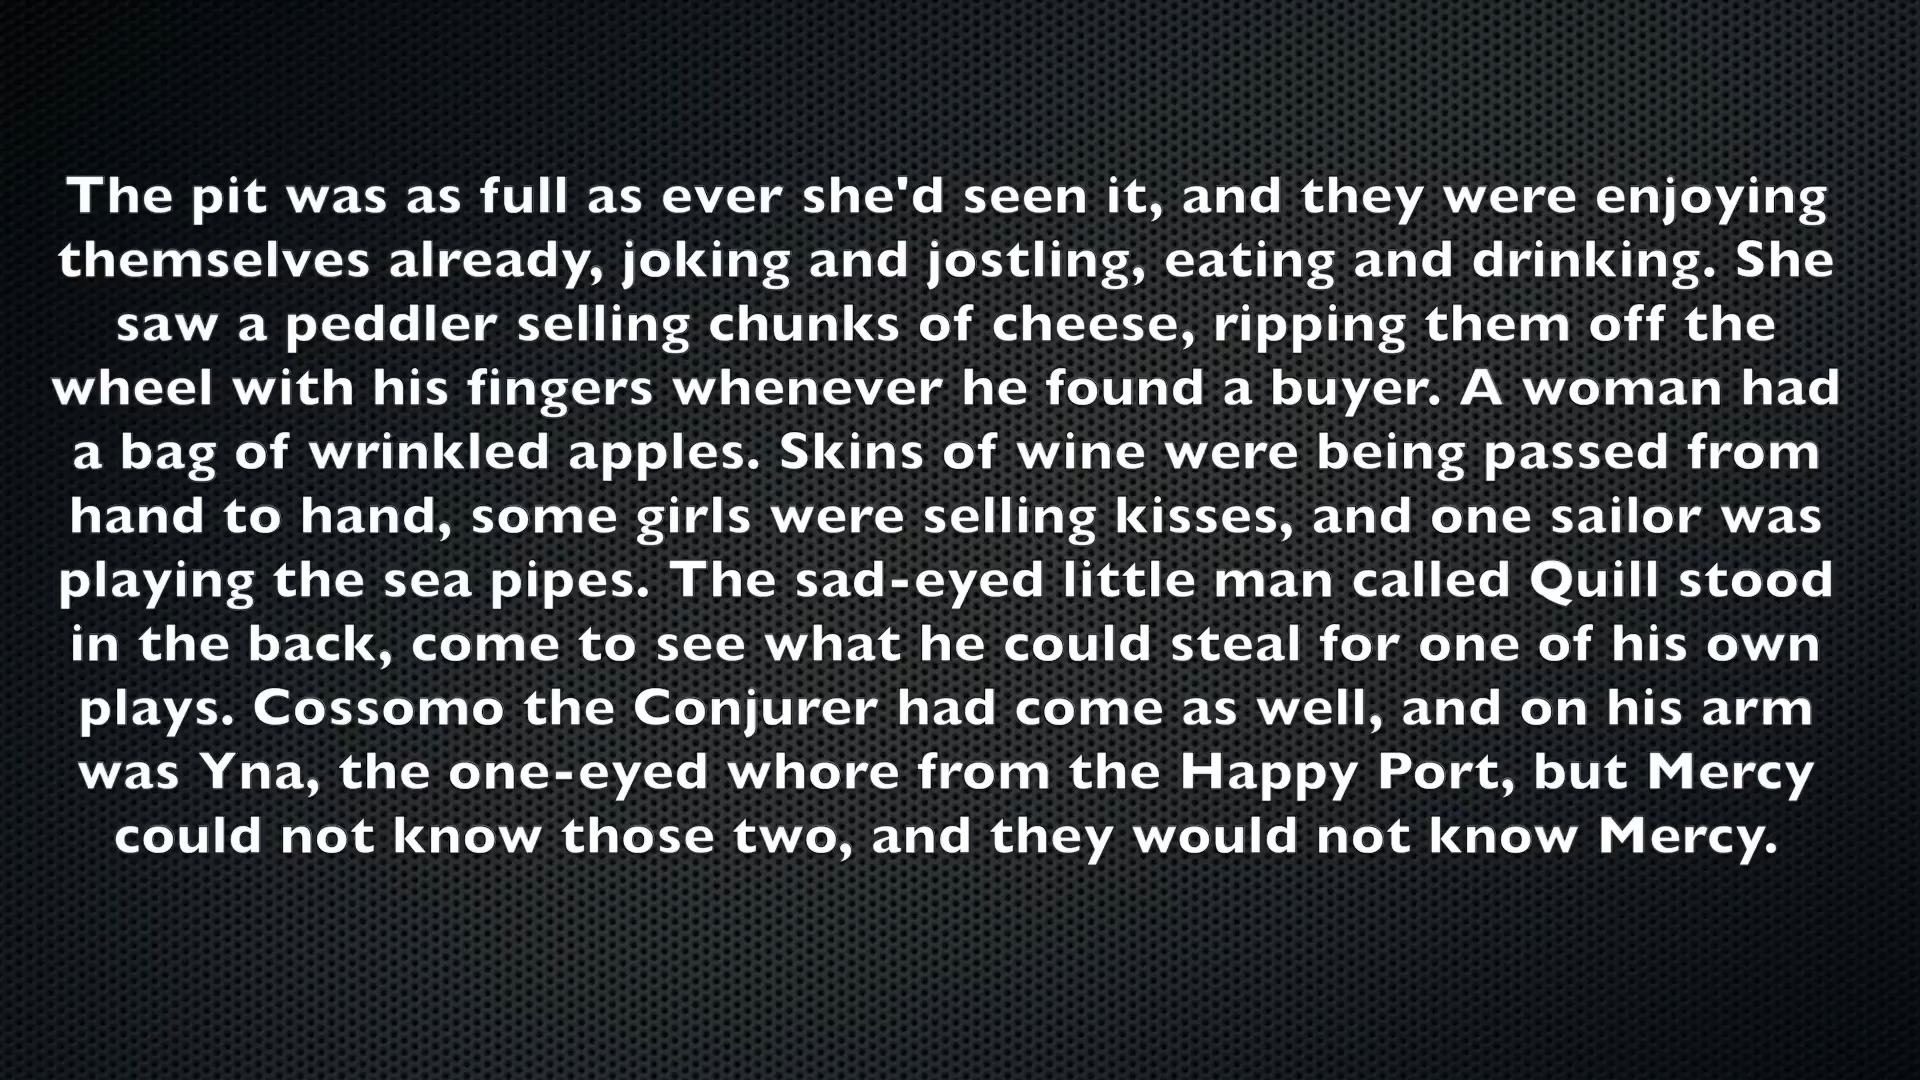 The pit was as full as ever she'd seen it, and they were enjoying
themselves already, joking and jostling, eating and drinking. She
saw a peddler selling chunks of cheese, ripping them off the
wheel with his fingers whenever he found a buyer. A woman had
a bag of wrinkled apples. Skins of wine were being passed from
hand to hand, some girls were selling kisses, and one sailor was
playing the sea pipes. The sad-eyed little man called Quill stood
in the back, come to see what he could steal for one of his own
plays. Cossomo the Conjurer had come as well, and on his arm
was Yna, the one-eyed whore from the Happy Port, but Mercy
could not know those two, and they would not know Mercy.